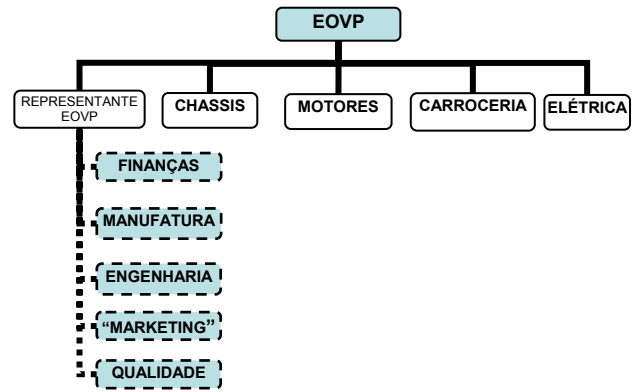 EOVP
REPRESENTANTE
EOVP
CHASSIS
MOTORES
CARROCERIA
ELÉTRICA
FINANÇAS
MANUFATURA
ENGENHARIA
“MARKETING”
QUALIDADE